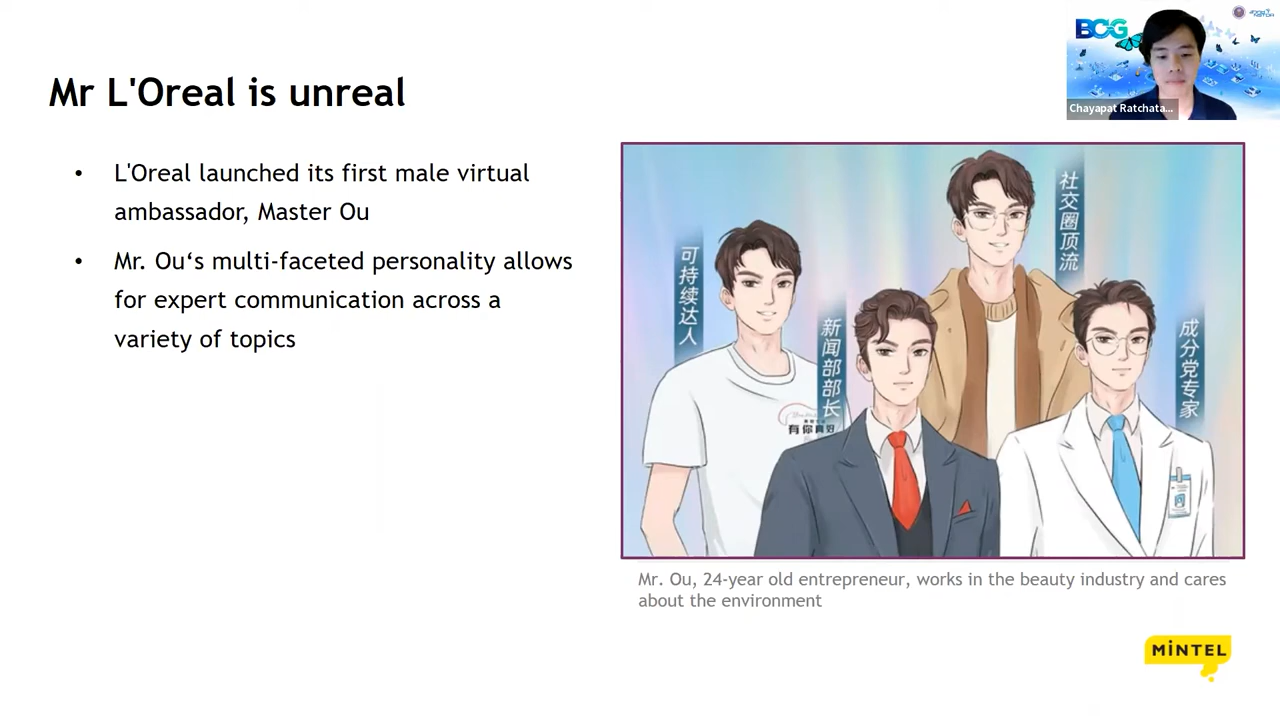 BCG
Chayapat Ratchata...
Mr L'Oreal is unreal
• L'Oreal launched its first male virtual
ambassador, Master Ou
• Mr. Ou‘s multi-faceted personality allows
for expert communication across a
variety of topics
可持续达人
新闻部部长
社交圈顶流
成分党专家
有你真好
Mr. Ou, 24-year old entrepreneur, works in the beauty industry and cares
about the environment
MiNTEL